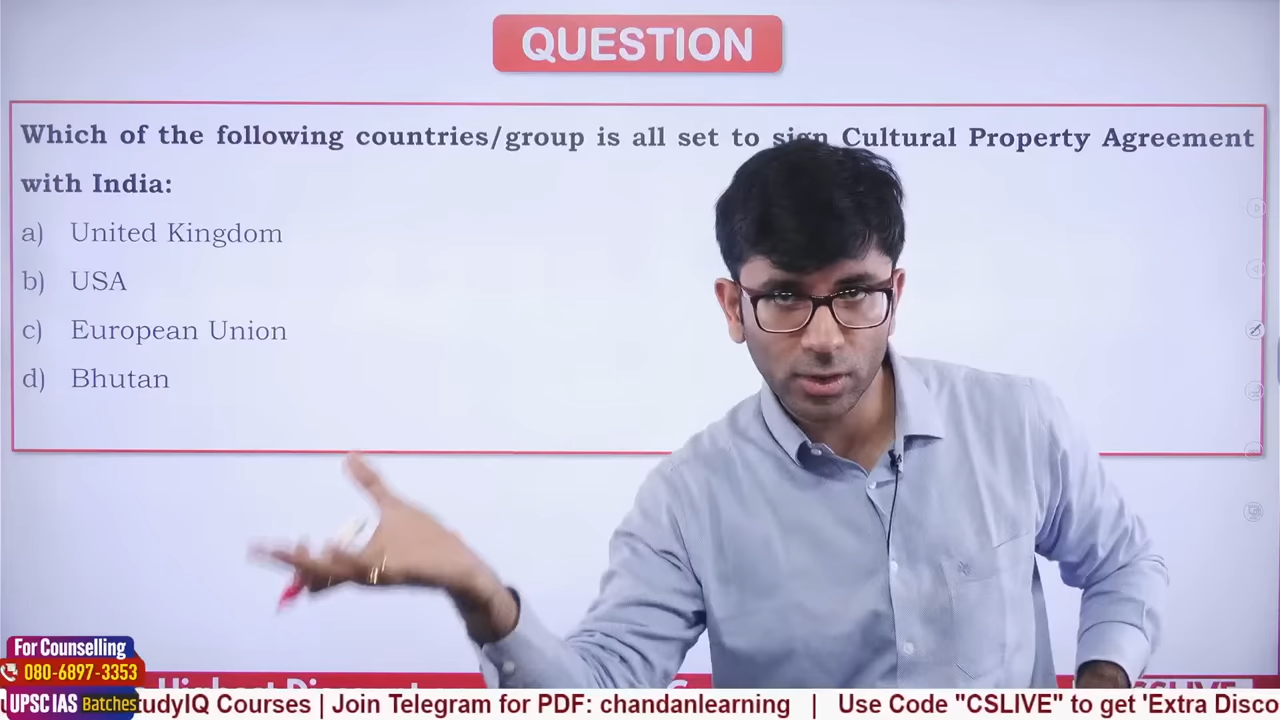 QUESTION
Which of the following countries/group is all set to sign Cultural Property Agreement
with India:
a) United Kingdom
b) USA
c) European Union
d) Bhutan
For Counselling
080-6897-3353
UPSC IAS Batches
udyIQ Courses | Join Telegram for PDF: chandanlearning | Use Code "CSLIVE" to get 'Extra Disco